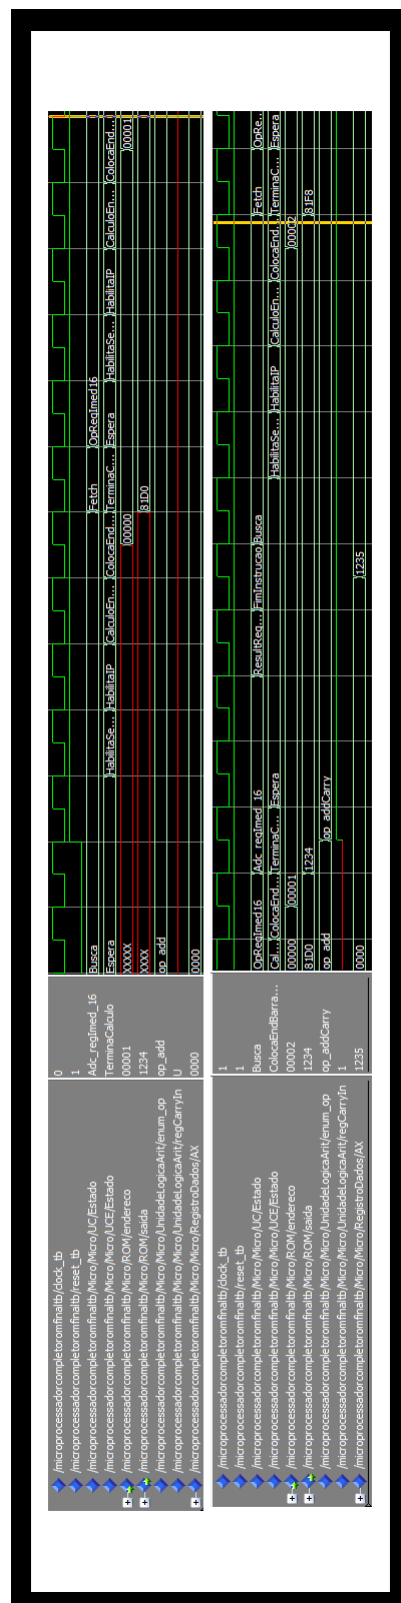 /microprocessadorcompletoromfinaltb/clock_tb 0
/microprocessadorcompletoromfinaltb/reset_tb 1
/microprocessadorcompletoromfinaltb/Micro/Micro/UC/Estado Adc_regImed_16 Busca Fetch OpRegImed16
/microprocessadorcompletoromfinaltb/Micro/Micro/UCE/Estado TerminaCalculo Espera HabilitaSe... HabilitaIP CalculoEn... ColocaEnd... TerminaC... Espera HabilitaSe... HabilitaIP CalculoEn... ColocaEnd...
/microprocessadorcompletoromfinaltb/Micro/ROM/endereco 00001 XXXXX 00000 00001
/microprocessadorcompletoromfinaltb/Micro/ROM/saida 1234 XXXX 81D0
/microprocessadorcompletoromfinaltb/Micro/Micro/UnidadeLogicaArit/enum_op op_add op_add
/microprocessadorcompletoromfinaltb/Micro/Micro/UnidadeLogicaArit/regCarryIn U
/microprocessadorcompletoromfinaltb/Micro/Micro/RegistroDados/AX 0000 0000
/microprocessadorcompletoromfinaltb/clock_tb 1
/microprocessadorcompletoromfinaltb/reset_tb 1
/microprocessadorcompletoromfinaltb/Micro/Micro/UC/Estado Busca OpRegImed16 Adc_regImed_16 ResultReg... FimInstrucao Busca Fetch OpRe...
/microprocessadorcompletoromfinaltb/Micro/Micro/UCE/Estado ColocaEndBarra... Cal... ColocaEnd... TerminaC... Espera HabilitaSe... HabilitaIP CalculoEn... ColocaEnd... TerminaC... Espera
/microprocessadorcompletoromfinaltb/Micro/ROM/endereco 00002 00000 00001 00002
/microprocessadorcompletoromfinaltb/Micro/ROM/saida 1234 81D0 1234 81F8
/microprocessadorcompletoromfinaltb/Micro/Micro/UnidadeLogicaArit/enum_op op_addCarry op_add op_addCarry
/microprocessadorcompletoromfinaltb/Micro/Micro/UnidadeLogicaArit/regCarryIn 1
/microprocessadorcompletoromfinaltb/Micro/Micro/RegistroDados/AX 1235 0000 1235